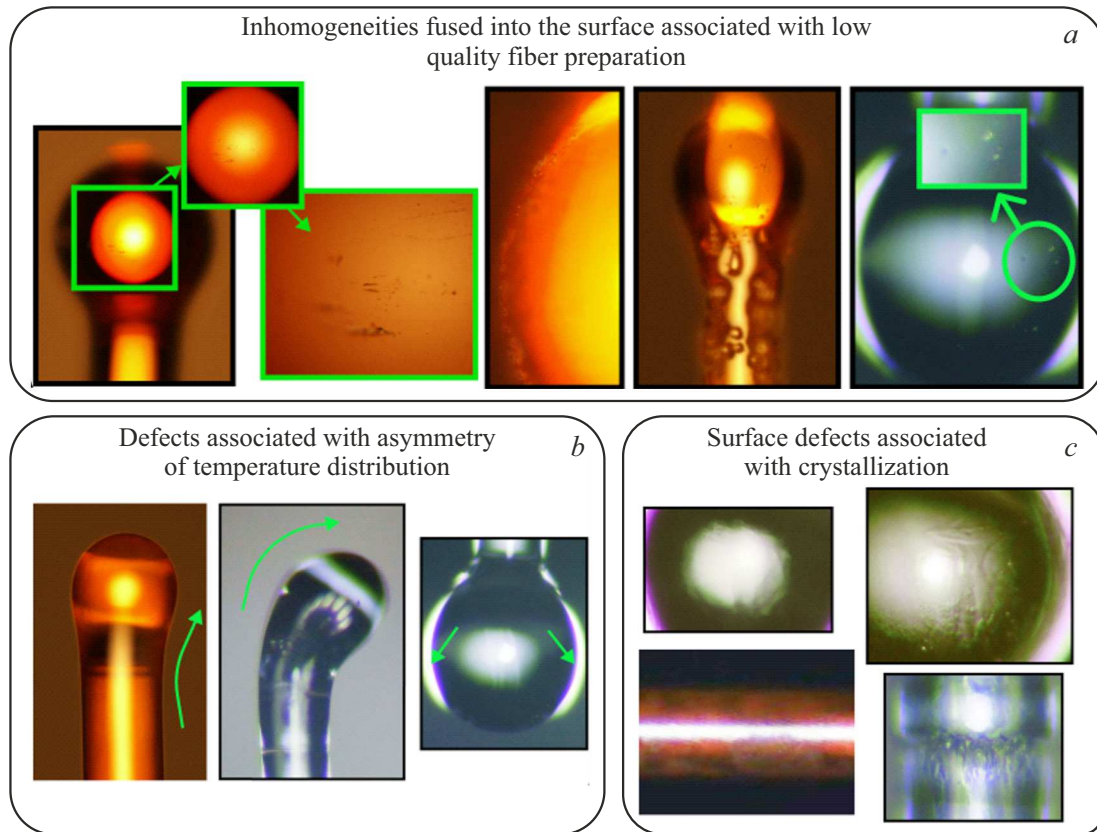 Inhomogeneities fused into the surface associated with low
quality fiber preparation
a
Defects associated with asymmetry
of temperature distribution
b
Surface defects associated
with crystallization
c